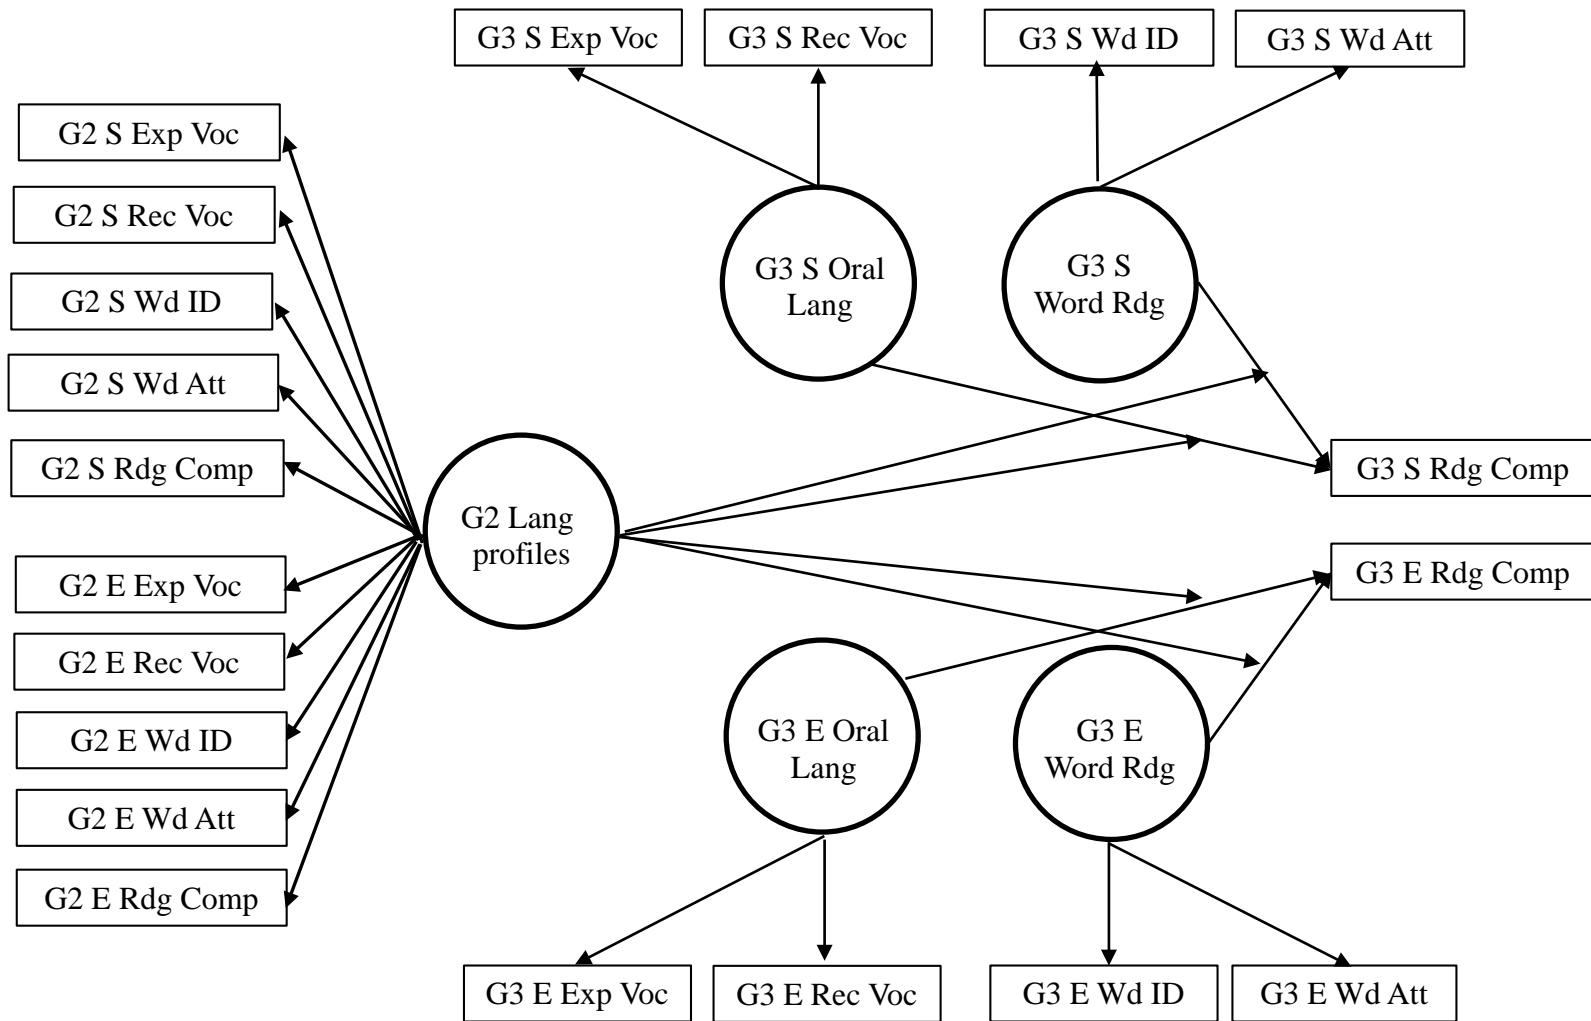 G3 S Exp Voc
G3 S Rec Voc
G3 S Wd ID
G3 S Wd Att
G2 S Exp Voc
G2 S Rec Voc
G2 S Wd ID
G2 S Wd Att
G2 S Rdg Comp
G2 E Exp Voc
G2 E Rec Voc
G2 E Wd ID
G2 E Wd Att
G2 E Rdg Comp
G2 Lang
profiles
G3 S Oral
Lang
G3 S
Word Rdg
G3 S Rdg Comp
G3 E Rdg Comp
G3 E Oral
Lang
G3 E
Word Rdg
G3 E Exp Voc
G3 E Rec Voc
G3 E Wd ID
G3 E Wd Att